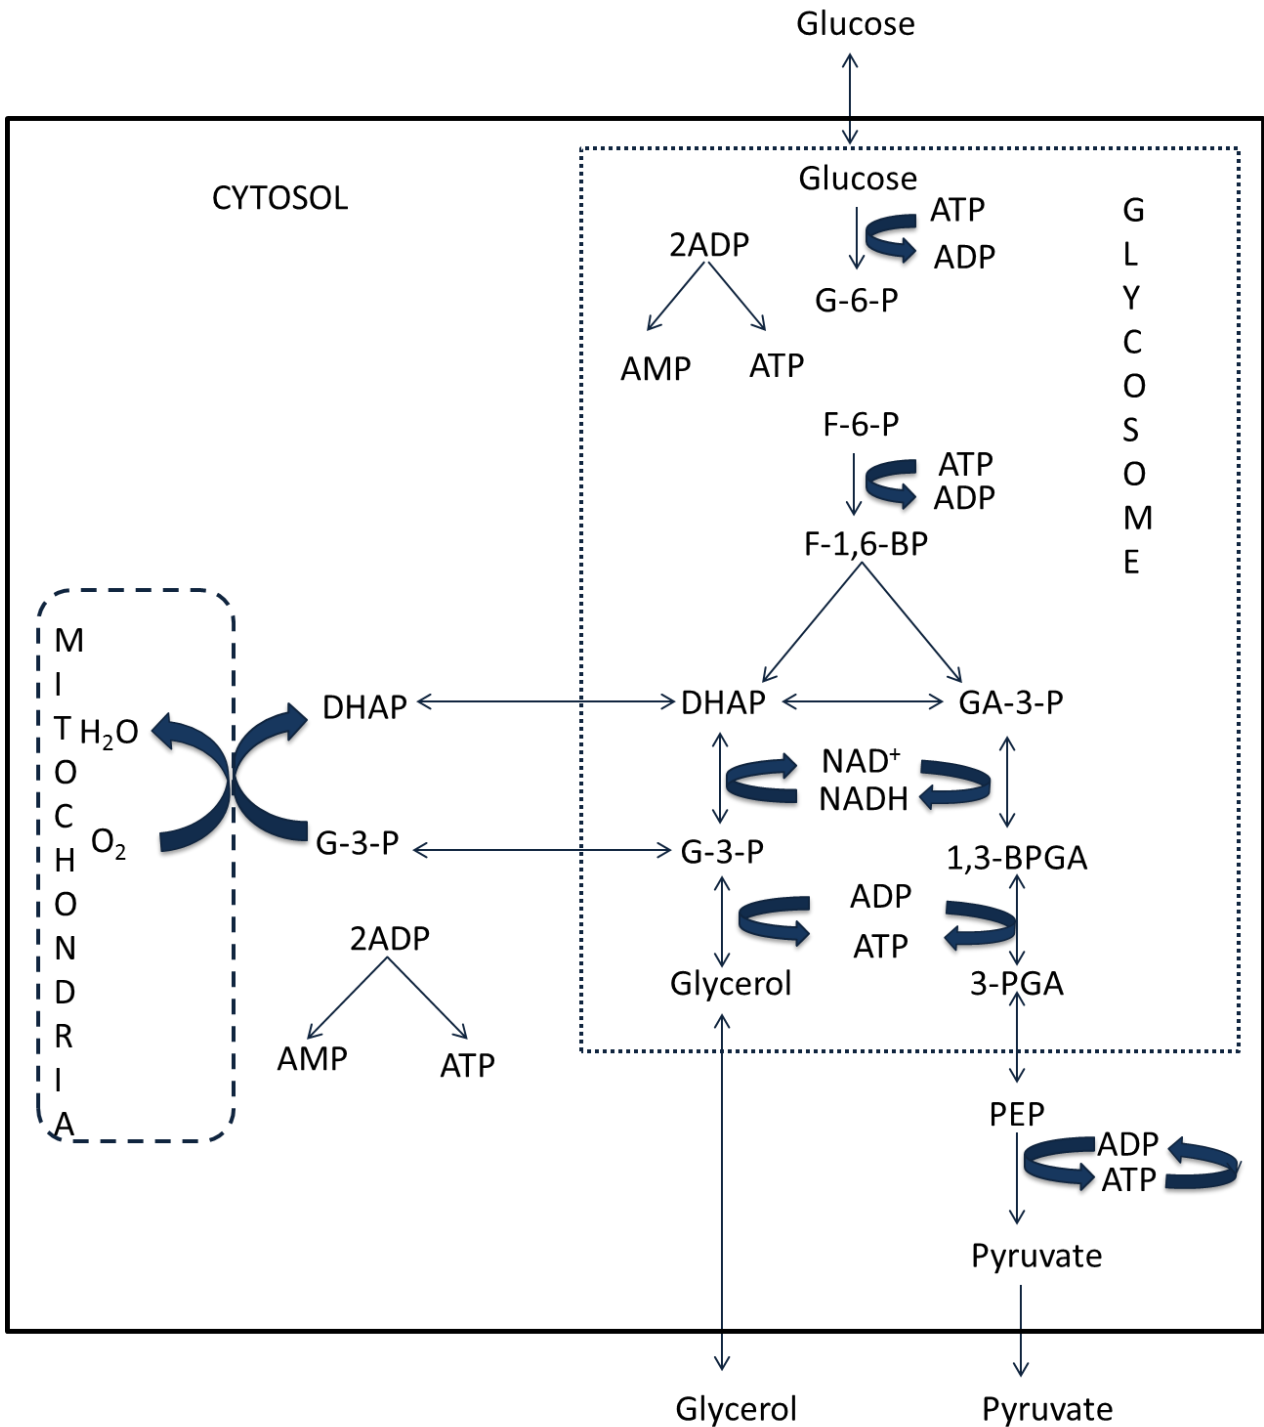 Glucose
CYTOSOL
Glucose
ATP
ADP
G-6-P
2ADP
AMP
ATP
GLYCOSOME
F-6-P
ATP
ADP
F-1,6-BP
MITOCHONDRIA
H₂O
O₂
DHAP
DHAP
GA-3-P
NAD⁺
NADH
G-3-P
G-3-P
1,3-BPGA
ADP
ATP
2ADP
AMP
ATP
Glycerol
3-PGA
PEP
ADP
ATP
Pyruvate
Glycerol
Pyruvate